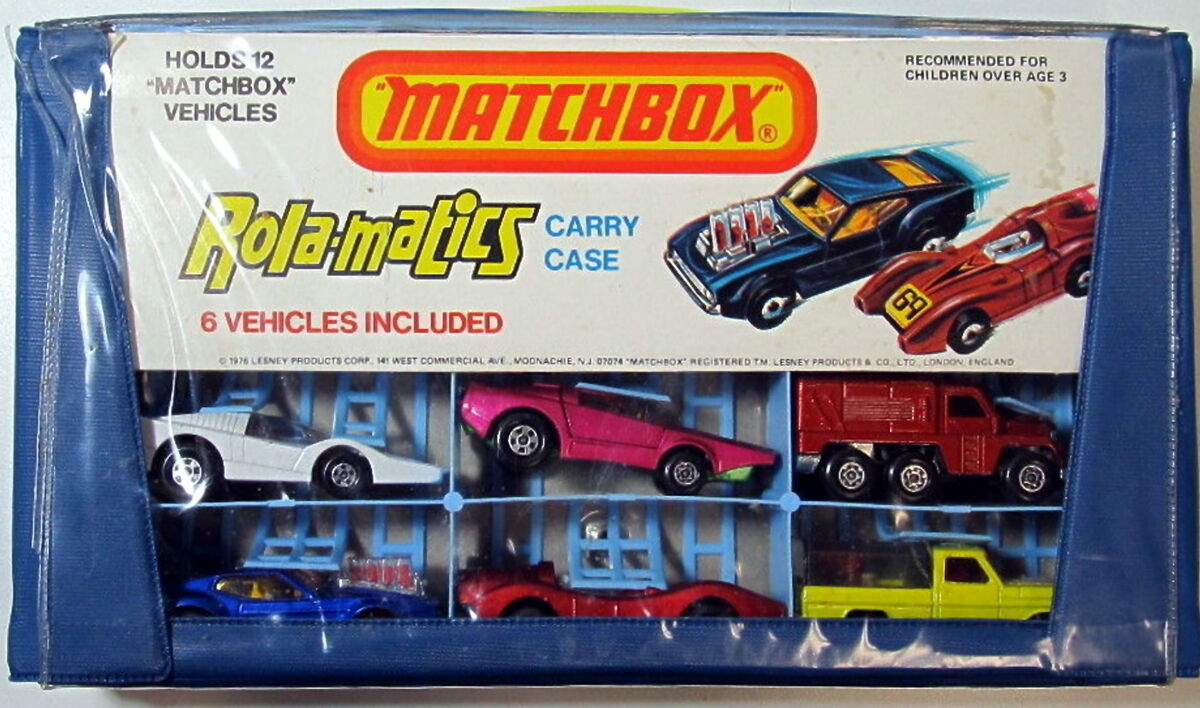 HOLDS 12
"MATCHBOX"
VEHICLES
"MATCHBOX"®
RECOMMENDED FOR
CHILDREN OVER AGE 3
Rola-matics
CARRY
CASE
6 VEHICLES INCLUDED
69
© 1976 LESNEY PRODUCTS CORP., 141 WEST COMMERCIAL AVE., MOONACHIE, N.J. 07074 "MATCHBOX" REGISTERED T.M. LESNEY PRODUCTS & CO., LTD., LONDON, ENGLAND